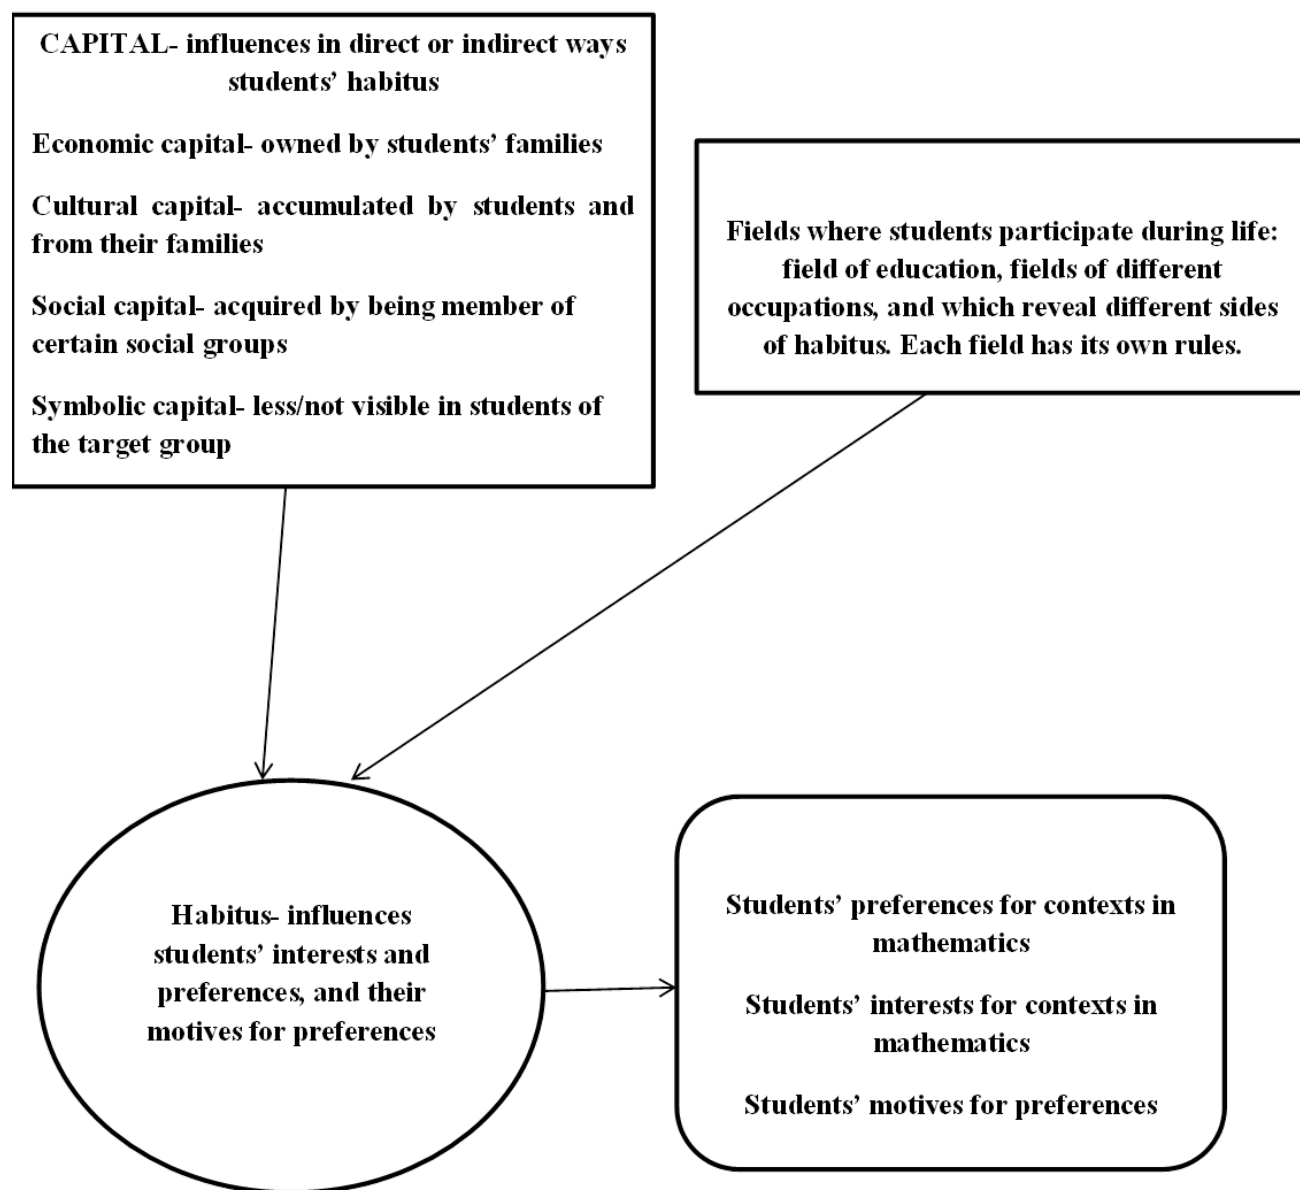 CAPITAL- influences in direct or indirect ways
students’ habitus
Economic capital- owned by students’ families
Cultural capital- accumulated by students and
from their families
Social capital- acquired by being member of
certain social groups
Symbolic capital- less/not visible in students of
the target group
Fields where students participate during life:
field of education, fields of different
occupations, and which reveal different sides
of habitus. Each field has its own rules.
Habitus- influences
students’ interests and
preferences, and their
motives for preferences
Students’ preferences for contexts in
mathematics
Students’ interests for contexts in
mathematics
Students’ motives for preferences